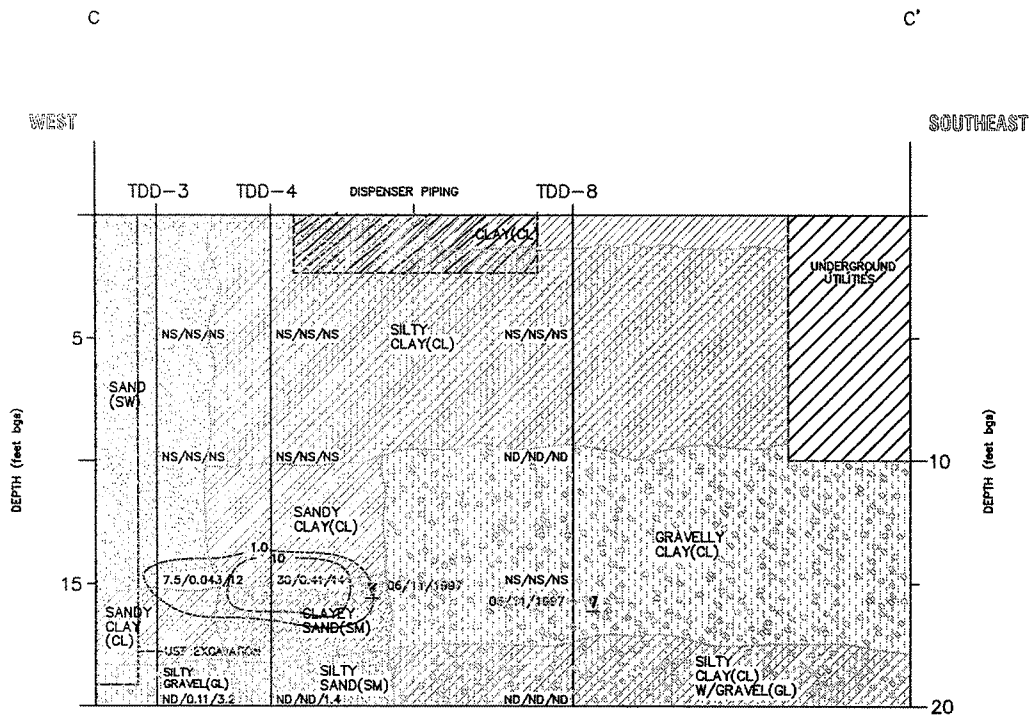 C C'
WEST
SOUTHEAST
TDD-3 TDD-4 DISPENSER PIPING TDD-8
CLAY(CL)
UNDERGROUND
UTILITIES
5
NS/NS/NS NS/NS/NS NS/NS/NS
SILTY
CLAY(CL)
SAND
(SW)
DEPTH (feet bgs)
DEPTH (feet bgs)
NS/NS/NS NS/NS/NS ND/ND/ND
10
SANDY
CLAY(CL)
GRAVELLY
CLAY(CL)
1.0
10
15
7.5/0.043/12 NS/NS/NS
06/11/1997
CLAYEY
SAND(SM)
SANDY
CLAY
(CL)
UST EXCAVATION
SILTY
GRAVEL(GL)
SILTY
SAND(SM)
SILTY
CLAY(CL)
W/GRAVEL(GL)
ND/0.11/3.2 ND/ND/1.4 ND/ND/ND
20